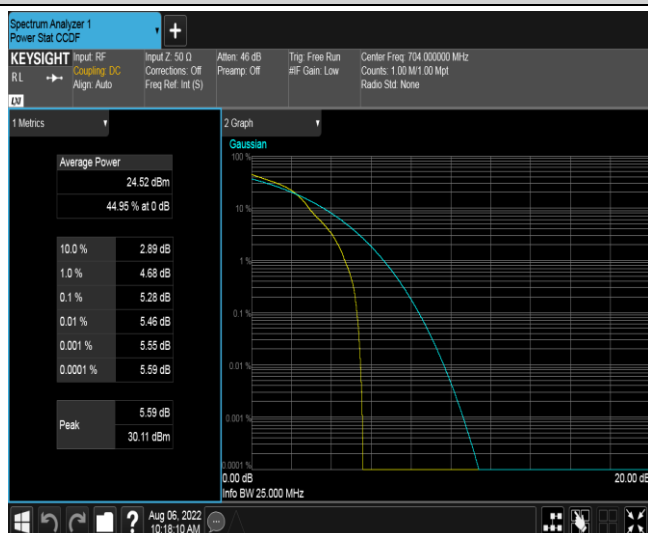 Spectrum Analyzer 1
Power Stat CCDF
+
KEYSIGHT
RL
LXI
Input: RF
Coupling: DC
Align: Auto
Input Z: 50 Ω
Corrections: Off
Freq Ref: Int (S)
Atten: 46 dB
Preamp: Off
Trig: Free Run
#IF Gain: Low
Center Freq: 704.000000 MHz
Counts: 1.00 M/1.00 Mpt
Radio Std: None
1 Metrics
Average Power
24.52 dBm
44.95 % at 0 dB
10.0 % 2.89 dB
1.0 % 4.68 dB
0.1 % 5.28 dB
0.01 % 5.46 dB
0.001 % 5.55 dB
0.0001 % 5.59 dB
Peak
5.59 dB
30.11 dBm
2 Graph
Gaussian
100 %
10 %
1 %
0.1 %
0.01 %
0.001 %
0.0001 %
0.00 dB 20.00 dB
Info BW 25.000 MHz
?
Aug 06, 2022
10:18:10 AM